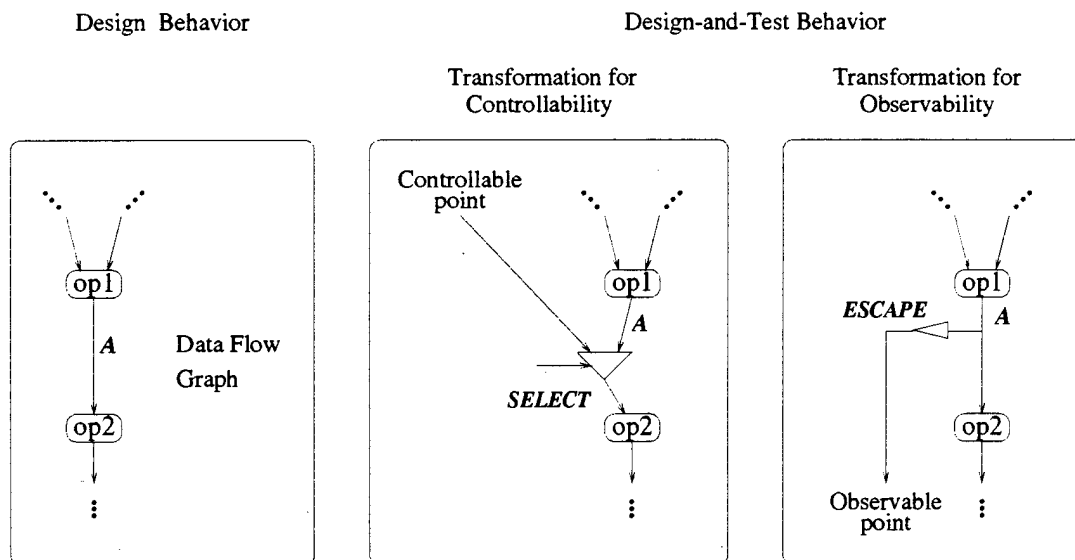 Design Behavior
Design-and-Test Behavior
Transformation for
Controllability
Transformation for
Observability
op1
A
Data Flow
Graph
op2
Controllable
point
op1
A
SELECT
op2
op1
ESCAPE
A
op2
Observable
point